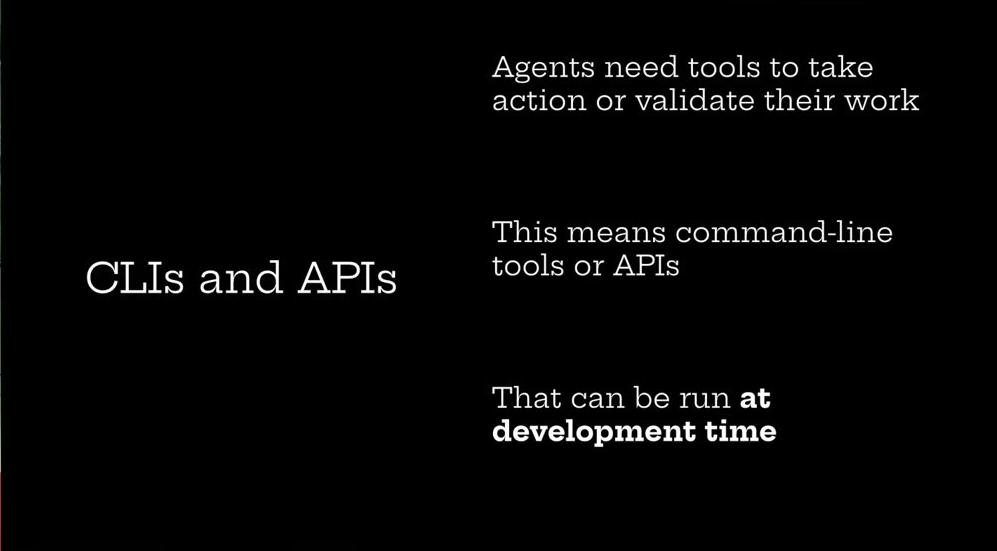 CLIs and APIs
Agents need tools to take
action or validate their work
This means command-line
tools or APIs
That can be run at
development time